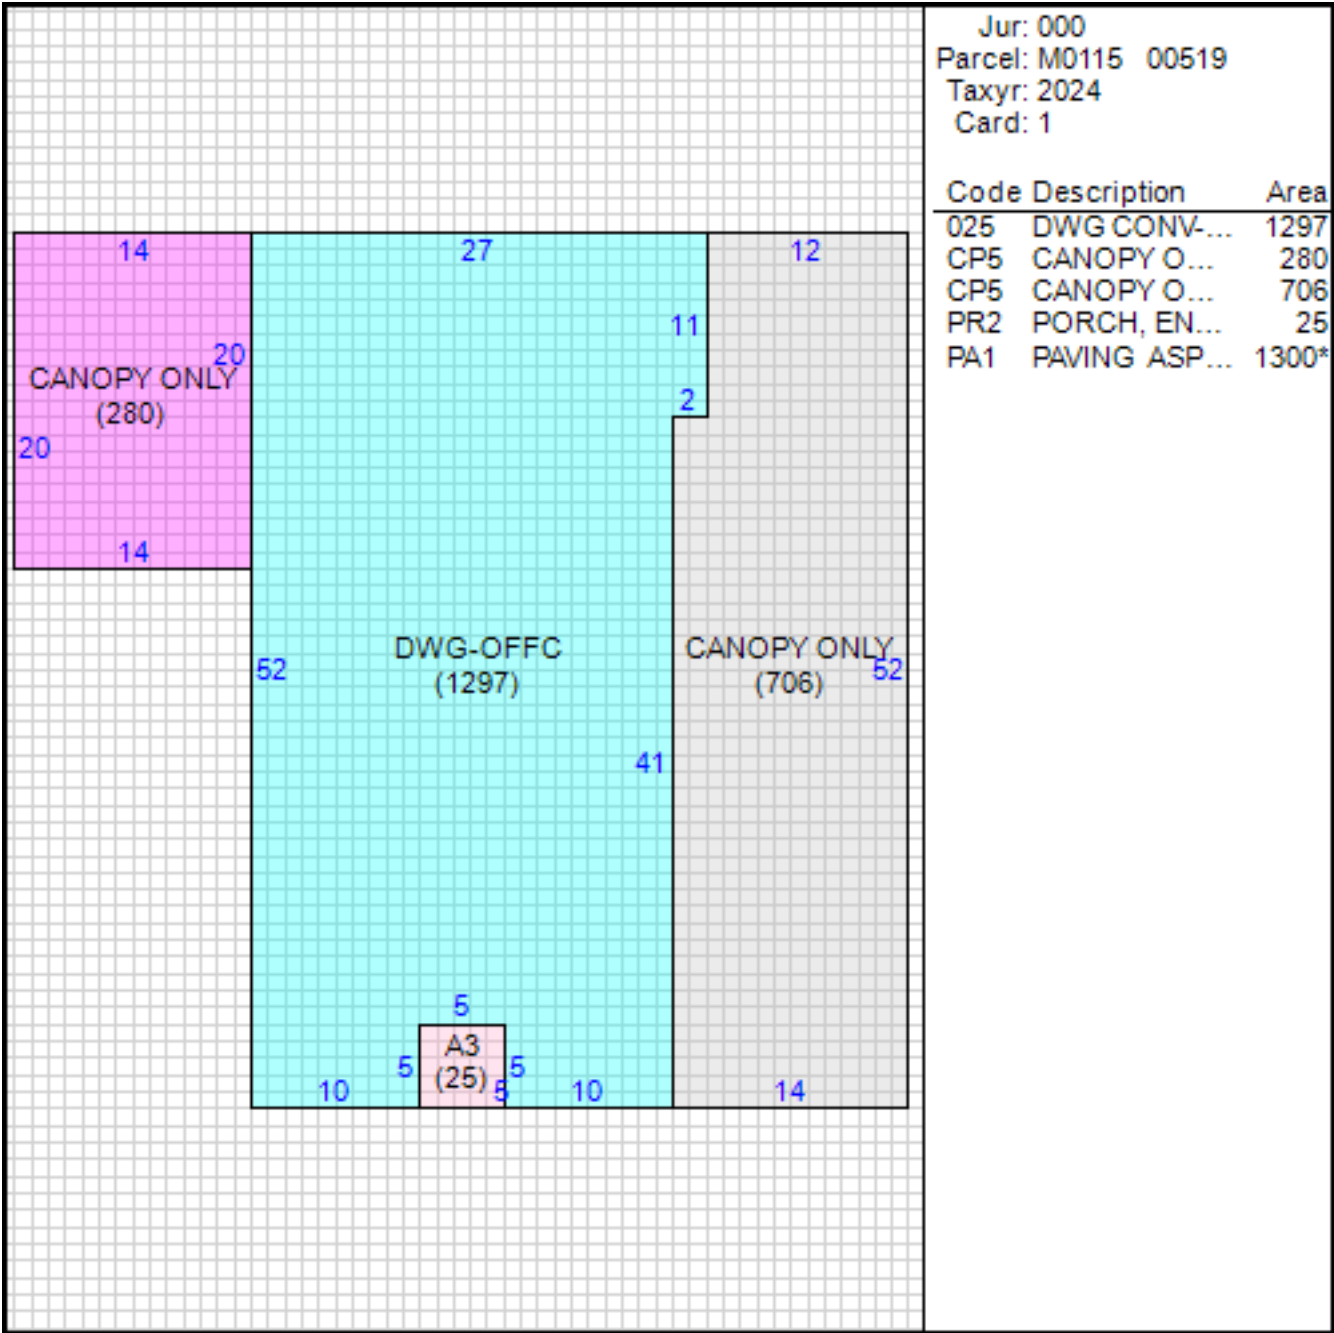 Jur: 000
Parcel: M0115 00519
Taxyr: 2024
Card: 1
Code Description Area
025 DWG CONV-... 1297
CP5 CANOPY O... 280
CP5 CANOPY O... 706
PR2 PORCH, EN... 25
PA1 PAVING ASP... 1300*
14
27
12
11
20
CANOPY ONLY
(280)
2
20
14
DWG-OFFC
(1297)
CANOPY ONLY
(706)
52
52
41
5
A3
(25)
5
5
5
10
10
14